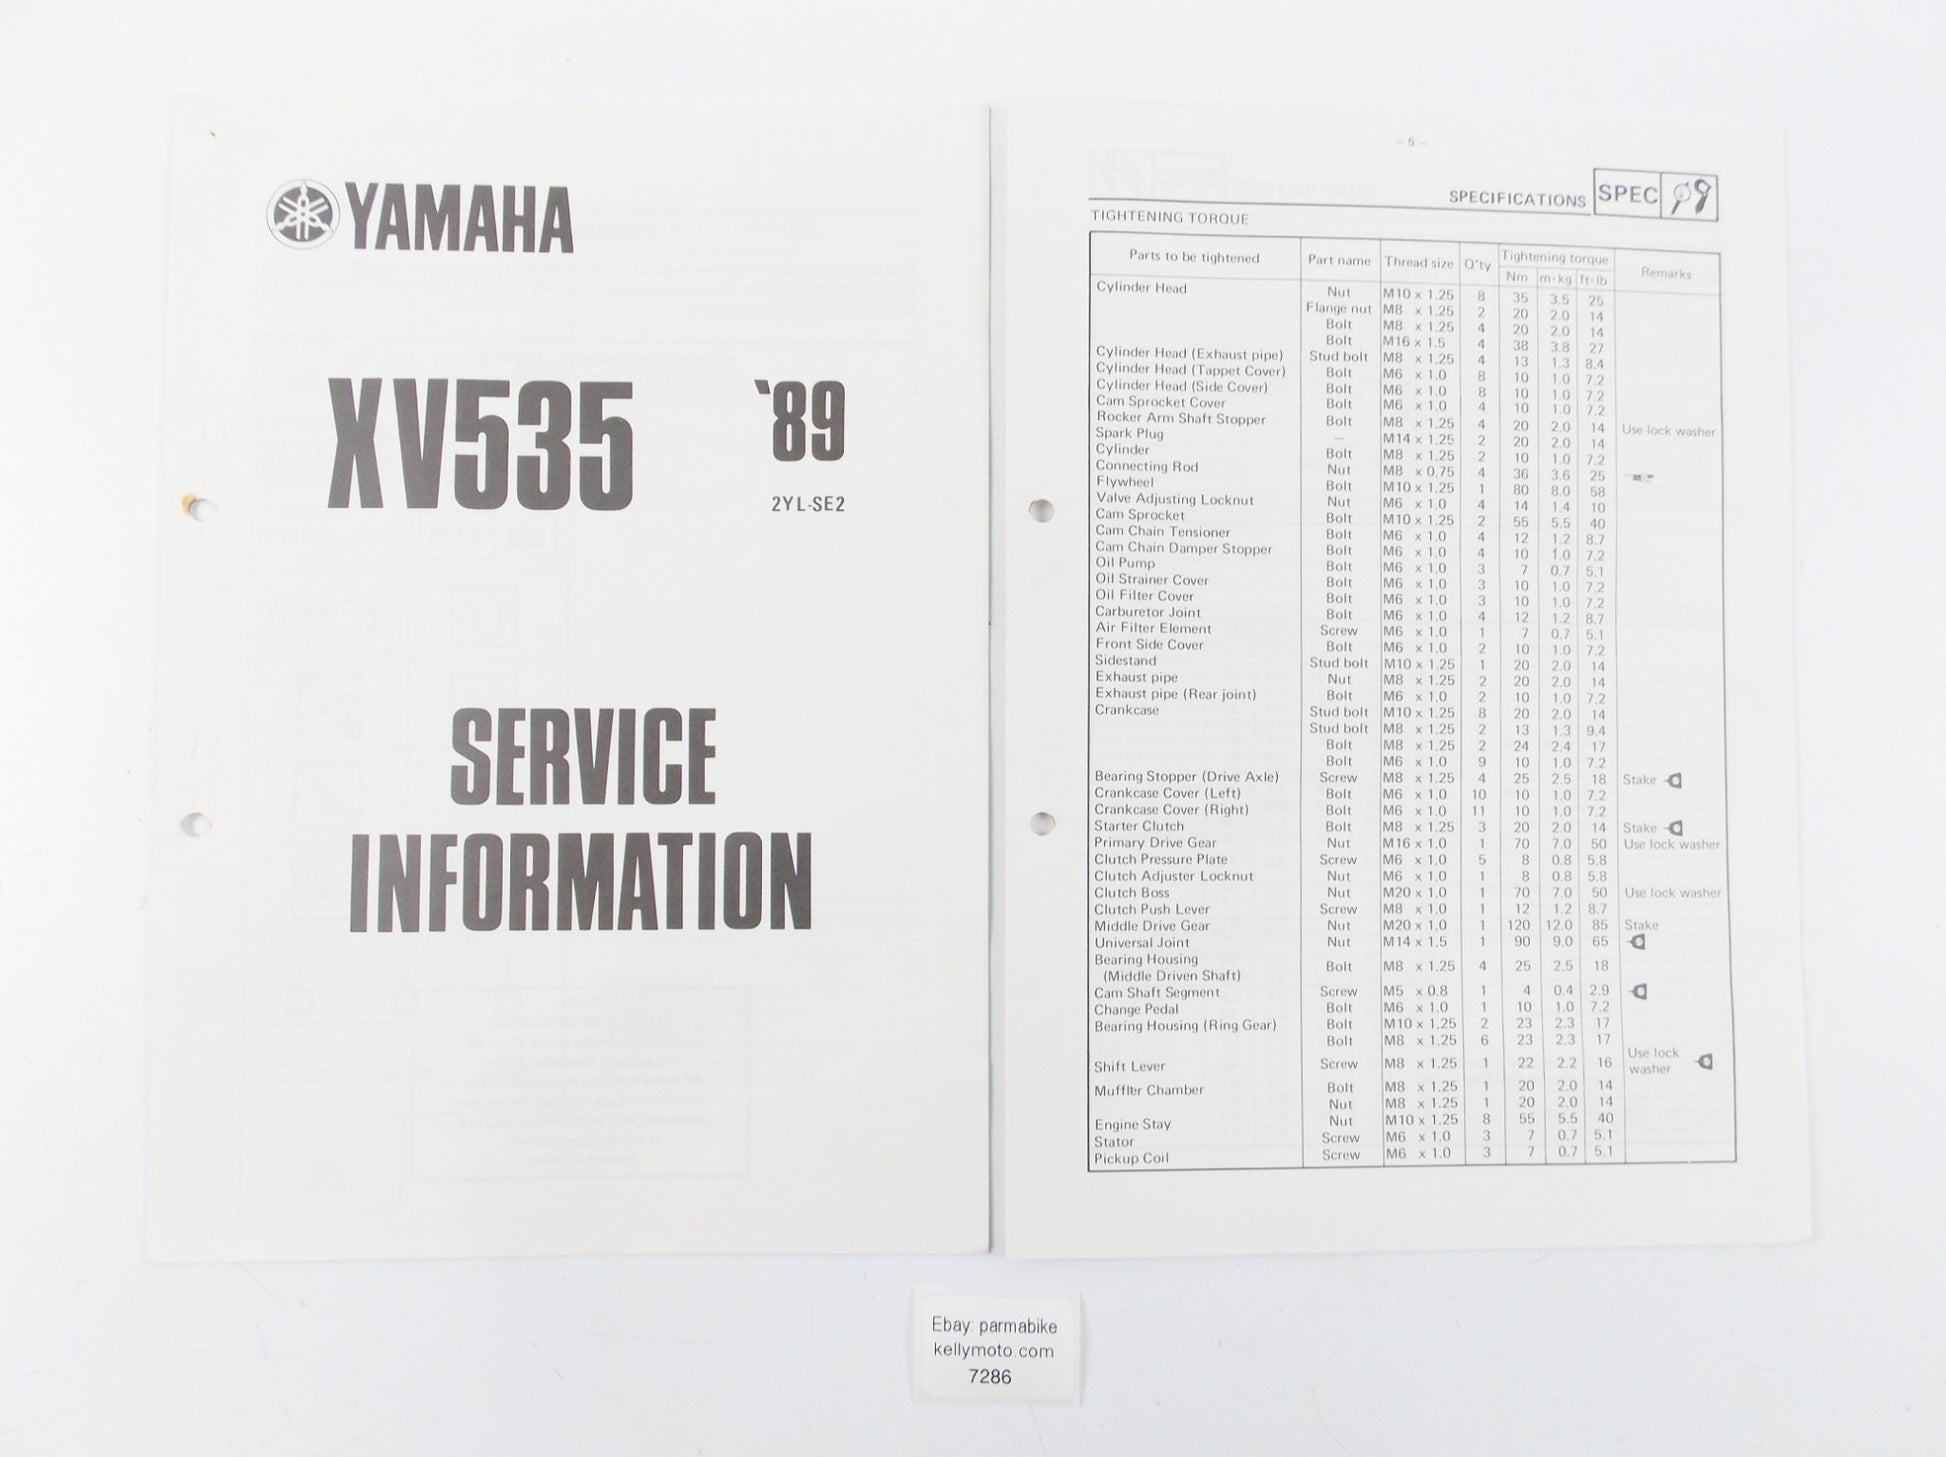 YAMAHA
XV535 '89
2YL-SE2
SERVICE
INFORMATION
– 5 –
SPECIFICATIONS SPEC
TIGHTENING TORQUE
Parts to be tightened Part name Thread size Q'ty Tightening torque Remarks
Nm m·kg ft·lb
Cylinder Head Nut M10 x 1.25 8 35 3.5 25
Flange nut M8 x 1.25 2 20 2.0 14
Bolt M8 x 1.25 4 20 2.0 14
Bolt M16 x 1.5 4 38 3.8 27
Cylinder Head (Exhaust pipe) Stud bolt M8 x 1.25 4 13 1.3 8.4
Cylinder Head (Tappet Cover) Bolt M6 x 1.0 8 10 1.0 7.2
Cylinder Head (Side Cover) Bolt M6 x 1.0 8 10 1.0 7.2
Cam Sprocket Cover Bolt M6 x 1.0 4 10 1.0 7.2
Rocker Arm Shaft Stopper Bolt M8 x 1.25 4 20 2.0 14 Use lock washer
Spark Plug – M14 x 1.25 2 20 2.0 14
Cylinder Bolt M8 x 1.25 2 10 1.0 7.2
Connecting Rod Nut M8 x 0.75 4 36 3.6 25
Flywheel Bolt M10 x 1.25 1 80 8.0 58
Valve Adjusting Locknut Nut M6 x 1.0 4 14 1.4 10
Cam Sprocket Bolt M10 x 1.25 2 55 5.5 40
Cam Chain Tensioner Bolt M6 x 1.0 4 12 1.2 8.7
Cam Chain Damper Stopper Bolt M6 x 1.0 4 10 1.0 7.2
Oil Pump Bolt M6 x 1.0 3 7 0.7 5.1
Oil Strainer Cover Bolt M6 x 1.0 3 10 1.0 7.2
Oil Filter Cover Bolt M6 x 1.0 3 10 1.0 7.2
Carburetor Joint Bolt M6 x 1.0 4 12 1.2 8.7
Air Filter Element Screw M6 x 1.0 1 7 0.7 5.1
Front Side Cover Bolt M6 x 1.0 2 10 1.0 7.2
Sidestand Stud bolt M10 x 1.25 1 20 2.0 14
Exhaust pipe Nut M8 x 1.25 2 20 2.0 14
Exhaust pipe (Rear joint) Bolt M6 x 1.0 2 10 1.0 7.2
Crankcase Stud bolt M10 x 1.25 8 20 2.0 14
Stud bolt M8 x 1.25 2 13 1.3 9.4
Bolt M8 x 1.25 2 24 2.4 17
Bolt M6 x 1.0 9 10 1.0 7.2
Bearing Stopper (Drive Axle) Screw M8 x 1.25 4 25 2.5 18 Stake
Crankcase Cover (Left) Bolt M6 x 1.0 10 10 1.0 7.2
Crankcase Cover (Right) Bolt M6 x 1.0 11 10 1.0 7.2
Starter Clutch Bolt M8 x 1.25 3 20 2.0 14 Stake
Primary Drive Gear Nut M16 x 1.0 1 70 7.0 50 Use lock washer
Clutch Pressure Plate Screw M6 x 1.0 5 8 0.8 5.8
Clutch Adjuster Locknut Nut M6 x 1.0 1 8 0.8 5.8
Clutch Boss Nut M20 x 1.0 1 70 7.0 50 Use lock washer
Clutch Push Lever Screw M8 x 1.0 1 12 1.2 8.7
Middle Drive Gear Nut M20 x 1.0 1 120 12.0 85 Stake
Universal Joint Nut M14 x 1.5 1 90 9.0 65
Bearing Housing
(Middle Driven Shaft) Bolt M8 x 1.25 4 25 2.5 18
Cam Shaft Segment Screw M5 x 0.8 1 4 0.4 2.9
Change Pedal Bolt M6 x 1.0 1 10 1.0 7.2
Bearing Housing (Ring Gear) Bolt M10 x 1.25 2 23 2.3 17
Bolt M8 x 1.25 6 23 2.3 17
Shift Lever Screw M8 x 1.25 1 22 2.2 16 Use lock
washer
Muffler Chamber Bolt M8 x 1.25 1 20 2.0 14
Nut M8 x 1.25 1 20 2.0 14
Engine Stay Nut M10 x 1.25 8 55 5.5 40
Stator Screw M6 x 1.0 3 7 0.7 5.1
Pickup Coil Screw M6 x 1.0 3 7 0.7 5.1
Ebay: parmabike
kellymoto.com
7286